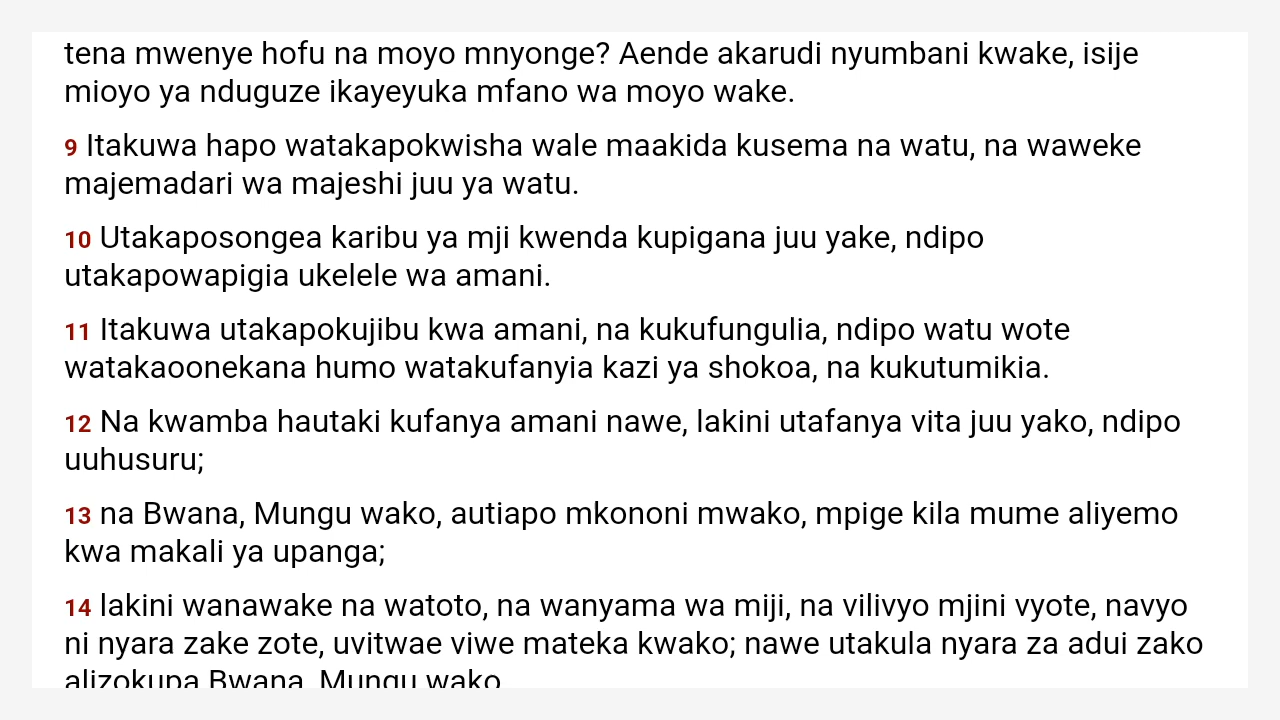 tena mwenye hofu na moyo mnyonge? Aende akarudi nyumbani kwake, isije
mioyo ya nduguze ikayeyuka mfano wa moyo wake.
9 Itakuwa hapo watakapokwisha wale maakida kusema na watu, na waweke
majemadari wa majeshi juu ya watu.
10 Utakaposongea karibu ya mji kwenda kupigana juu yake, ndipo
utakapowapigia ukelele wa amani.
11 Itakuwa utakapokujibu kwa amani, na kukufungulia, ndipo watu wote
watakaoonekana humo watakufanyia kazi ya shokoa, na kukutumikia.
12 Na kwamba hautaki kufanya amani nawe, lakini utafanya vita juu yako, ndipo
uuhusuru;
13 na Bwana, Mungu wako, autiapo mkononi mwako, mpige kila mume aliyemo
kwa makali ya upanga;
14 lakini wanawake na watoto, na wanyama wa miji, na vilivyo mjini vyote, navyo
ni nyara zake zote, uvitwae viwe mateka kwako; nawe utakula nyara za adui zako
alizokupa Bwana, Mungu wako.